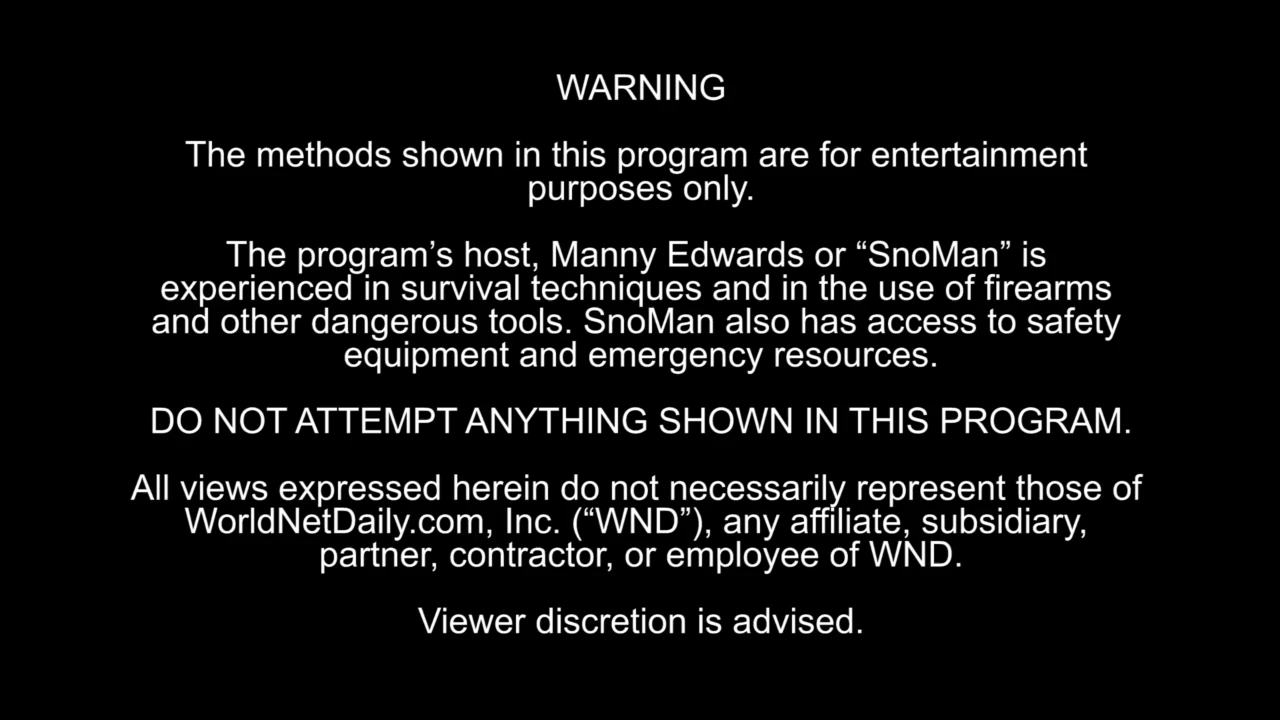 WARNING
The methods shown in this program are for entertainment
purposes only.
The program’s host, Manny Edwards or “SnoMan” is
experienced in survival techniques and in the use of firearms
and other dangerous tools. SnoMan also has access to safety
equipment and emergency resources.
DO NOT ATTEMPT ANYTHING SHOWN IN THIS PROGRAM.
All views expressed herein do not necessarily represent those of
WorldNetDaily.com, Inc. (“WND”), any affiliate, subsidiary,
partner, contractor, or employee of WND.
Viewer discretion is advised.